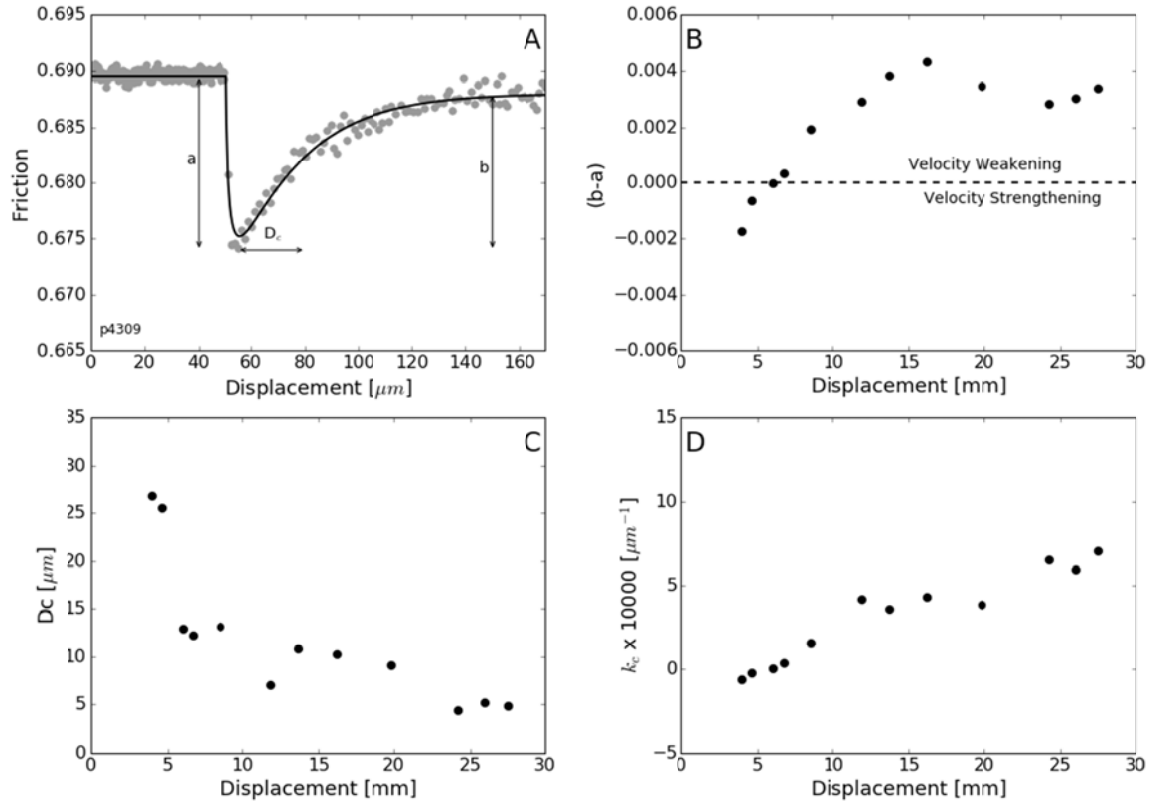 A
Friction
0.695
0.690
0.685
0.680
0.675
0.670
0.665
a
b
D_c
p4309
0 20 40 60 80 100 120 140 160
Displacement [μm]
B
(b-a)
0.006
0.004
0.002
0.000
−0.002
−0.004
−0.006
Velocity Weakening
Velocity Strengthening
0 5 10 15 20 25 30
Displacement [mm]
C
Dc [μm]
35
30
25
20
15
10
5
0
0 5 10 15 20 25 30
Displacement [mm]
D
k_c x 10000 [μm⁻¹]
15
10
5
0
−5
0 5 10 15 20 25 30
Displacement [mm]